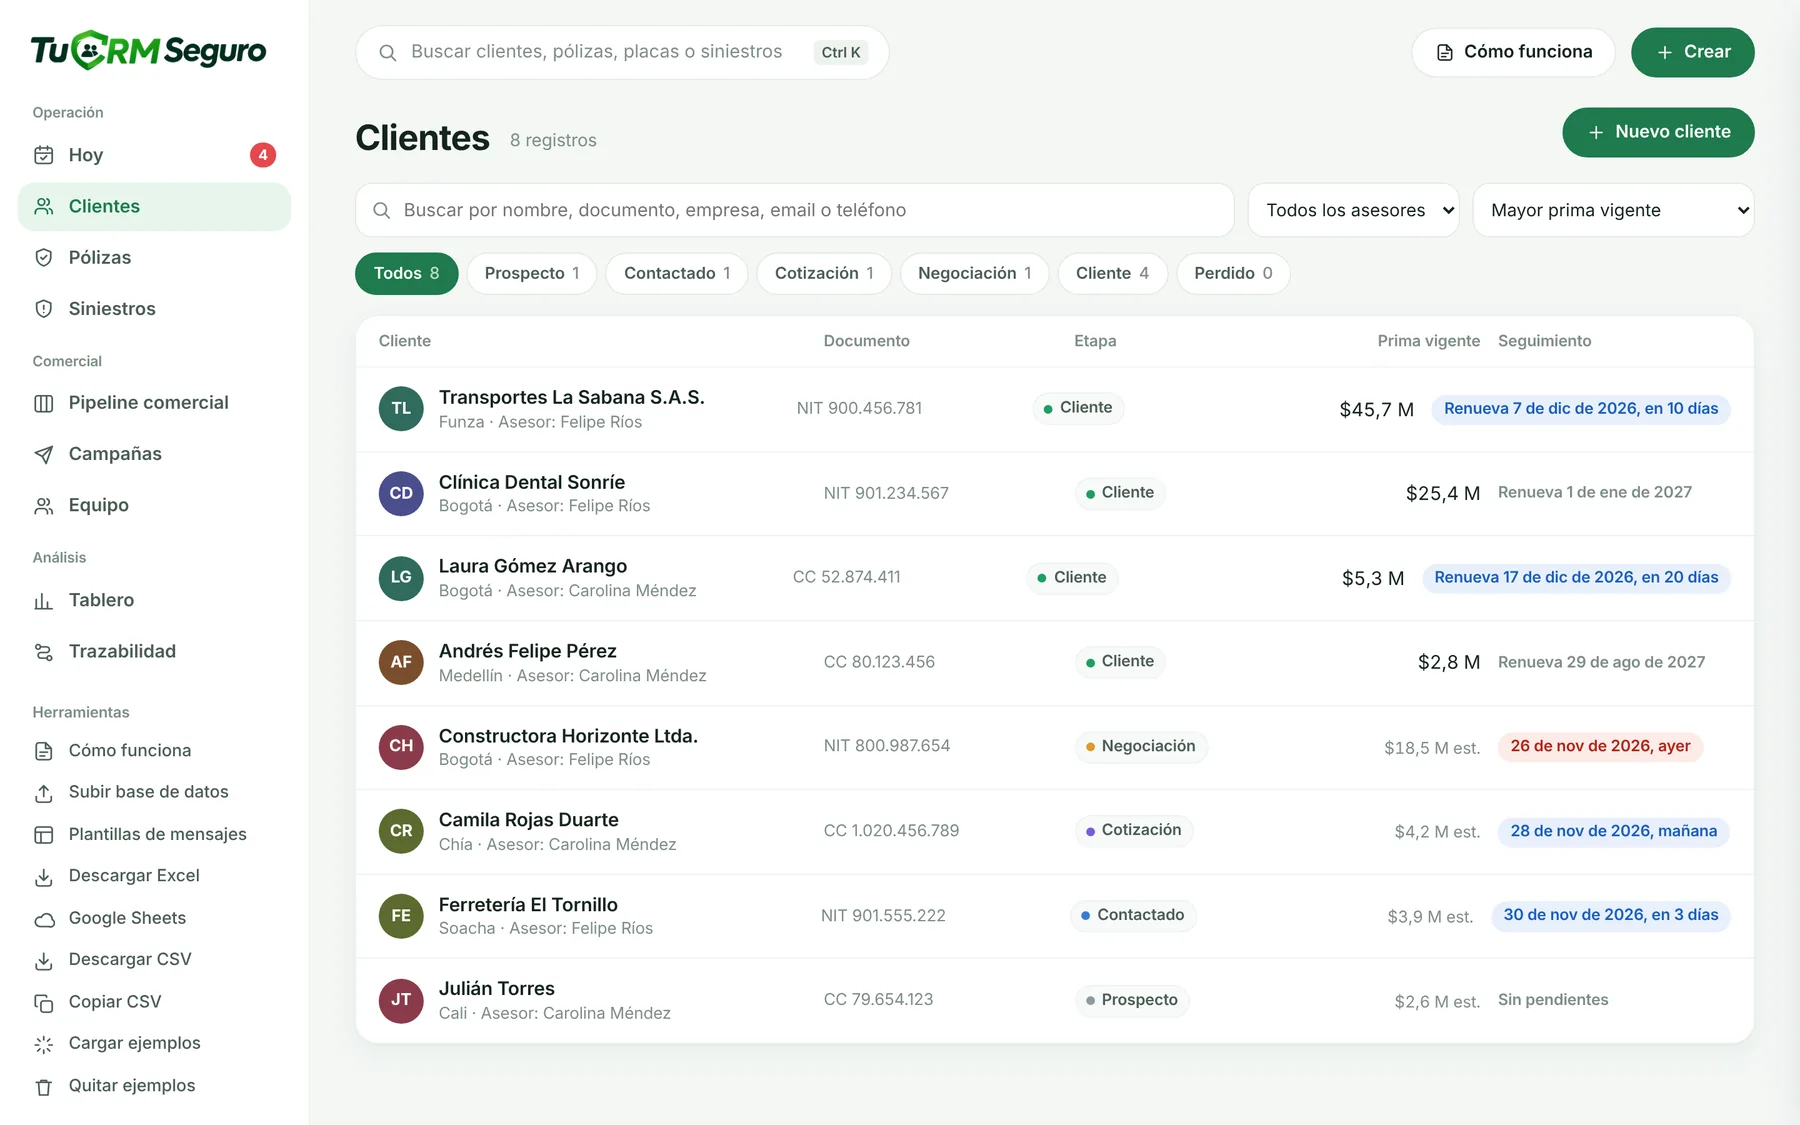 TuCRM Seguro
Operación
Hoy 4
Clientes
Pólizas
Siniestros
Comercial
Pipeline comercial
Campañas
Equipo
Análisis
Tablero
Trazabilidad
Herramientas
Cómo funciona
Subir base de datos
Plantillas de mensajes
Descargar Excel
Google Sheets
Descargar CSV
Copiar CSV
Cargar ejemplos
Quitar ejemplos
Buscar clientes, pólizas, placas o siniestros Ctrl K
Cómo funciona
+ Crear
Clientes 8 registros
+ Nuevo cliente
Buscar por nombre, documento, empresa, email o teléfono
Todos los asesores
Mayor prima vigente
Todos 8 Prospecto 1 Contactado 1 Cotización 1 Negociación 1 Cliente 4 Perdido 0
Cliente Documento Etapa Prima vigente Seguimiento
TL Transportes La Sabana S.A.S. NIT 900.456.781 Cliente $45,7 M Renueva 7 de dic de 2026, en 10 días
Funza · Asesor: Felipe Ríos
CD Clínica Dental Sonríe NIT 901.234.567 Cliente $25,4 M Renueva 1 de ene de 2027
Bogotá · Asesor: Felipe Ríos
LG Laura Gómez Arango CC 52.874.411 Cliente $5,3 M Renueva 17 de dic de 2026, en 20 días
Bogotá · Asesor: Carolina Méndez
AF Andrés Felipe Pérez CC 80.123.456 Cliente $2,8 M Renueva 29 de ago de 2027
Medellín · Asesor: Carolina Méndez
CH Constructora Horizonte Ltda. NIT 800.987.654 Negociación $18,5 M est. 26 de nov de 2026, ayer
Bogotá · Asesor: Felipe Ríos
CR Camila Rojas Duarte CC 1.020.456.789 Cotización $4,2 M est. 28 de nov de 2026, mañana
Chía · Asesor: Carolina Méndez
FE Ferretería El Tornillo NIT 901.555.222 Contactado $3,9 M est. 30 de nov de 2026, en 3 días
Soacha · Asesor: Felipe Ríos
JT Julián Torres CC 79.654.123 Prospecto $2,6 M est. Sin pendientes
Cali · Asesor: Carolina Méndez